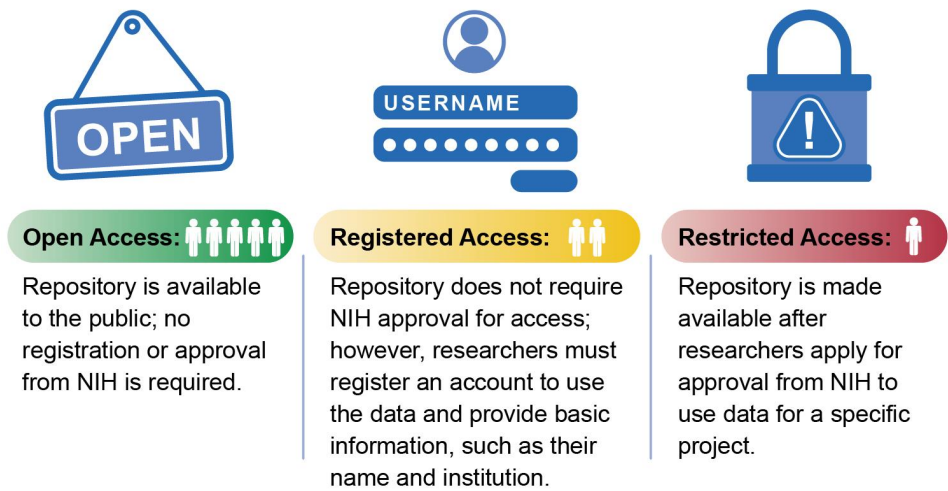 OPEN
USERNAME
!
Open Access:
Repository is available
to the public; no
registration or approval
from NIH is required.
Registered Access:
Repository does not require
NIH approval for access;
however, researchers must
register an account to use
the data and provide basic
information, such as their
name and institution.
Restricted Access:
Repository is made
available after
researchers apply for
approval from NIH to
use data for a specific
project.